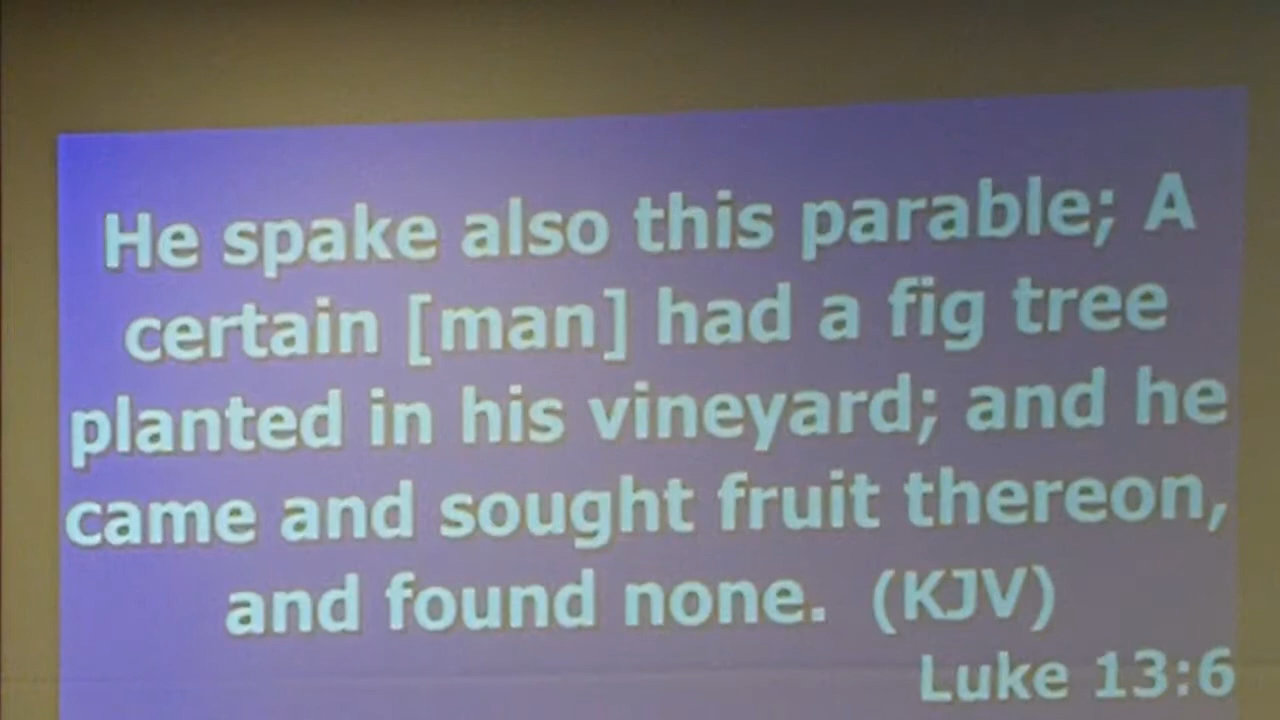 He spake also this parable; A
certain [man] had a fig tree
planted in his vineyard; and he
came and sought fruit thereon,
and found none. (KJV)
Luke 13:6